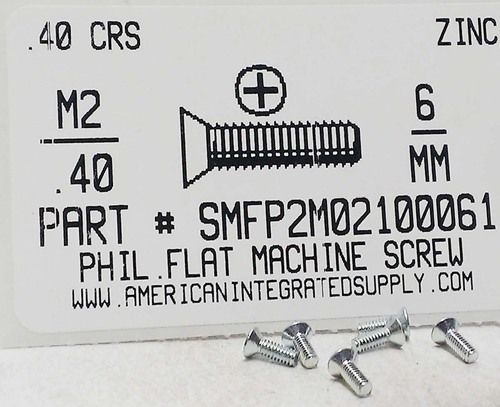 .40 CRS ZINC
M2 6
.40 MM
PART # SMFP2M02100061
PHIL.FLAT MACHINE SCREW
WWW.AMERICANINTEGRATEDSUPPLY.COM